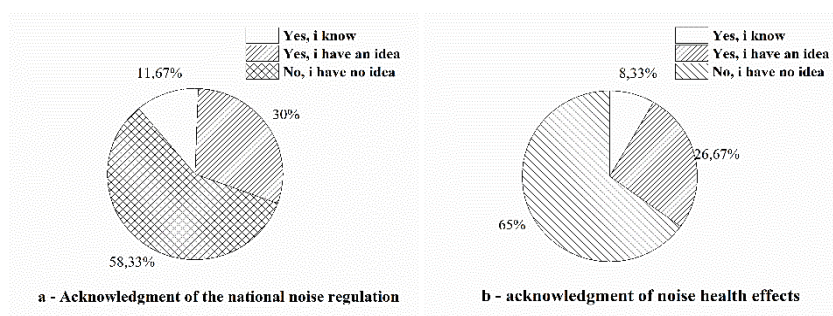 Yes, i know
Yes, i have an idea
No, i have no idea
11,67%
30%
58,33%
a - Acknowledgment of the national noise regulation
Yes, i know
Yes, i have an idea
No, i have no idea
8,33%
26,67%
65%
b - acknowledgment of noise health effects